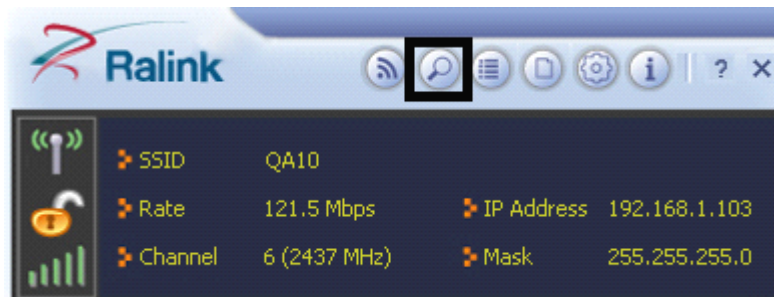 Ralink
i ? ×
SSID QA10
Rate 121.5 Mbps IP Address 192.168.1.103
Channel 6 (2437 MHz) Mask 255.255.255.0